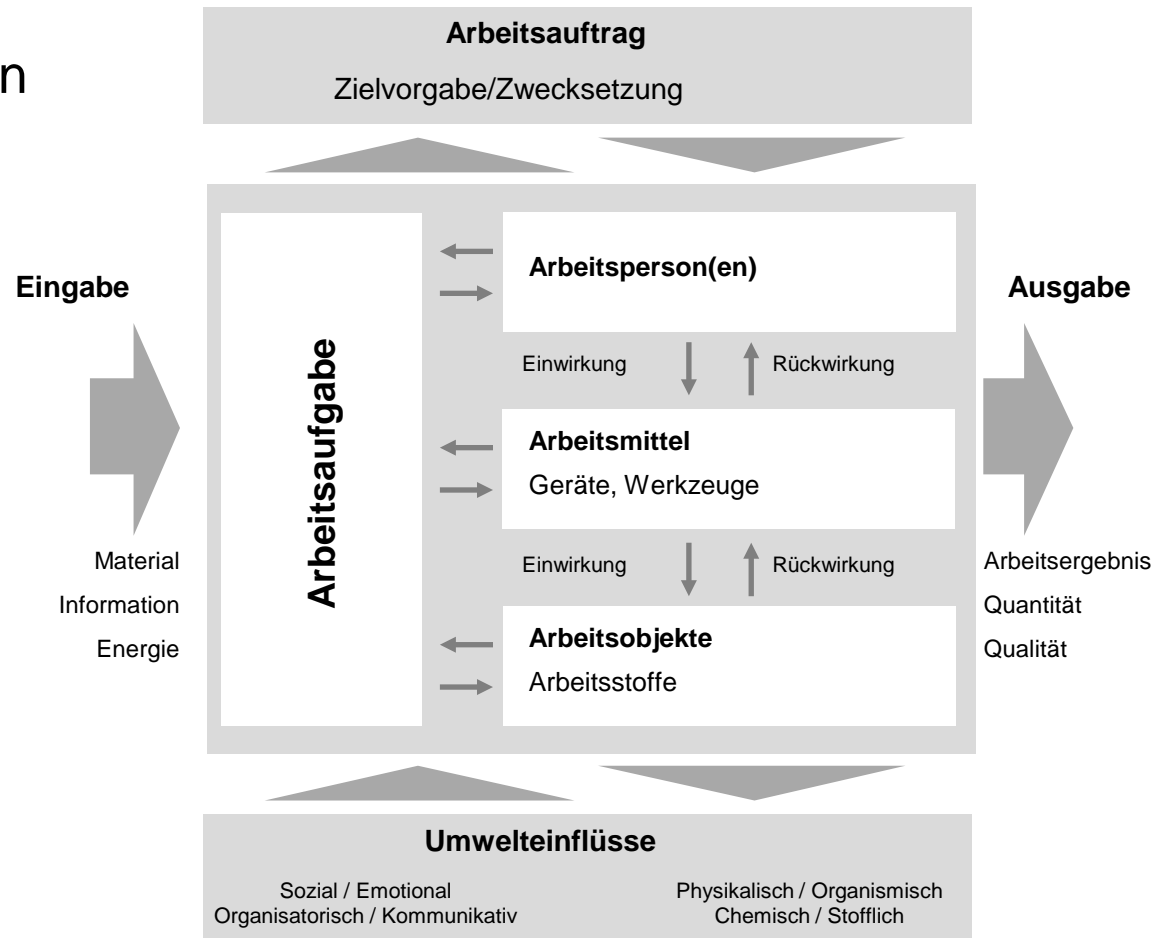 n
Arbeitsauftrag
Zielvorgabe/Zwecksetzung
Eingabe
Material
Information
Energie
Arbeitsaufgabe
Arbeitsperson(en)
Einwirkung Rückwirkung
Arbeitsmittel
Geräte, Werkzeuge
Einwirkung Rückwirkung
Arbeitsobjekte
Arbeitsstoffe
Ausgabe
Arbeitsergebnis
Quantität
Qualität
Umwelteinflüsse
Sozial / Emotional
Organisatorisch / Kommunikativ
Physikalisch / Organismisch
Chemisch / Stofflich